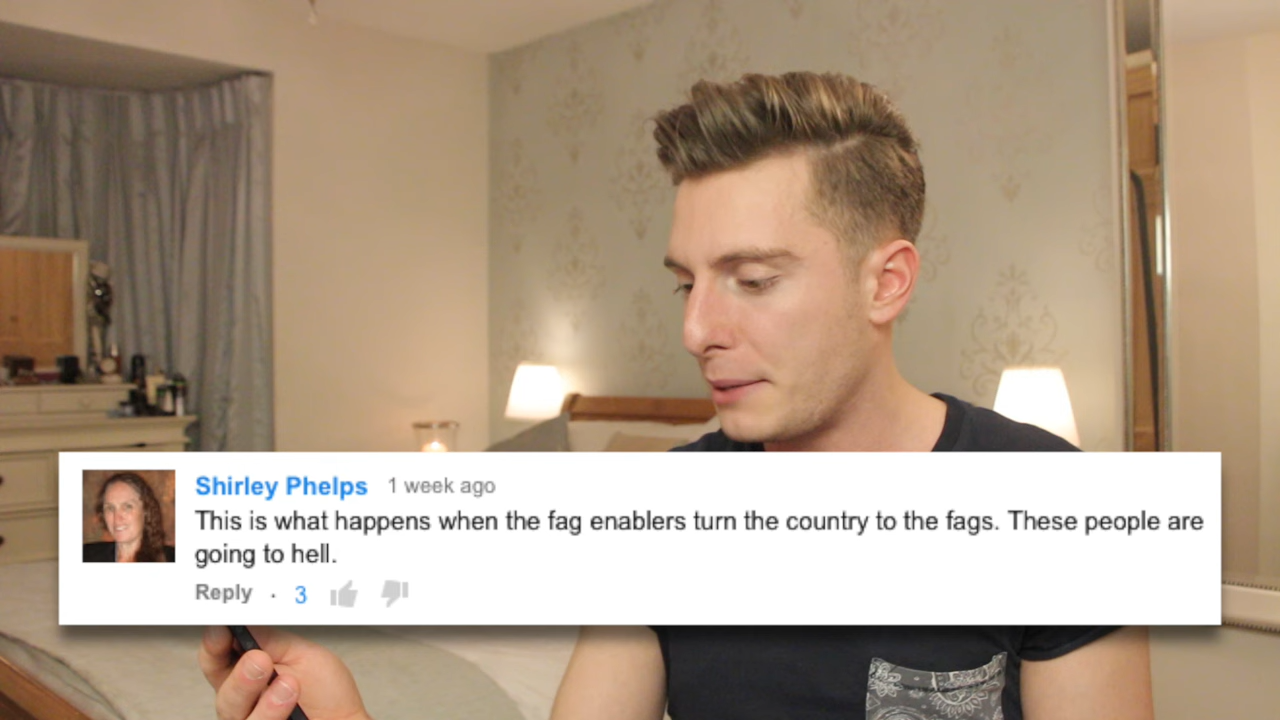 Shirley Phelps 1 week ago
This is what happens when the fag enablers turn the country to the fags. These people are
going to hell.
Reply · 3